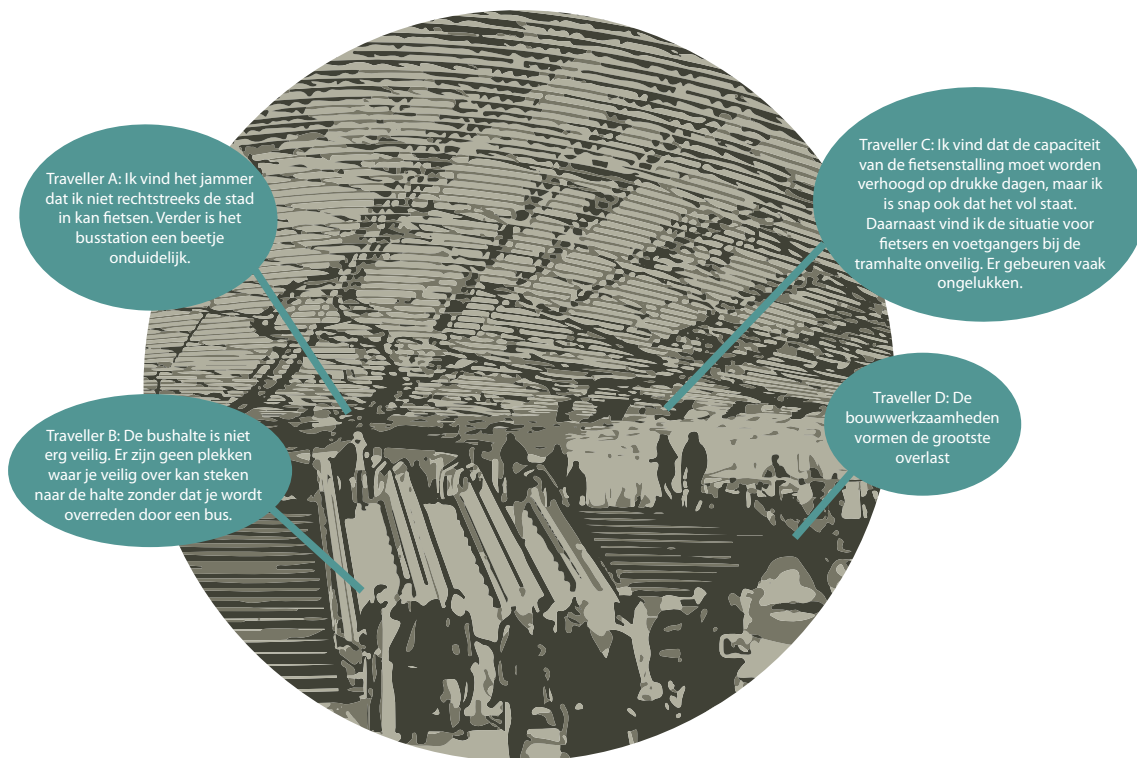 Traveller A: Ik vind het jammer
dat ik niet rechtstreeks de stad
in kan fietsen. Verder is het
busstation een beetje
onduidelijk.
Traveller C: Ik vind dat de capaciteit
van de fietsenstalling moet worden
verhoogd op drukke dagen, maar ik
is snap ook dat het vol staat.
Daarnaast vind ik de situatie voor
fietsers en voetgangers bij de
tramhalte onveilig. Er gebeuren vaak
ongelukken.
Traveller B: De bushalte is niet
erg veilig. Er zijn geen plekken
waar je veilig over kan steken
naar de halte zonder dat je wordt
overreden door een bus.
Traveller D: De
bouwwerkzaamheden
vormen de grootste
overlast